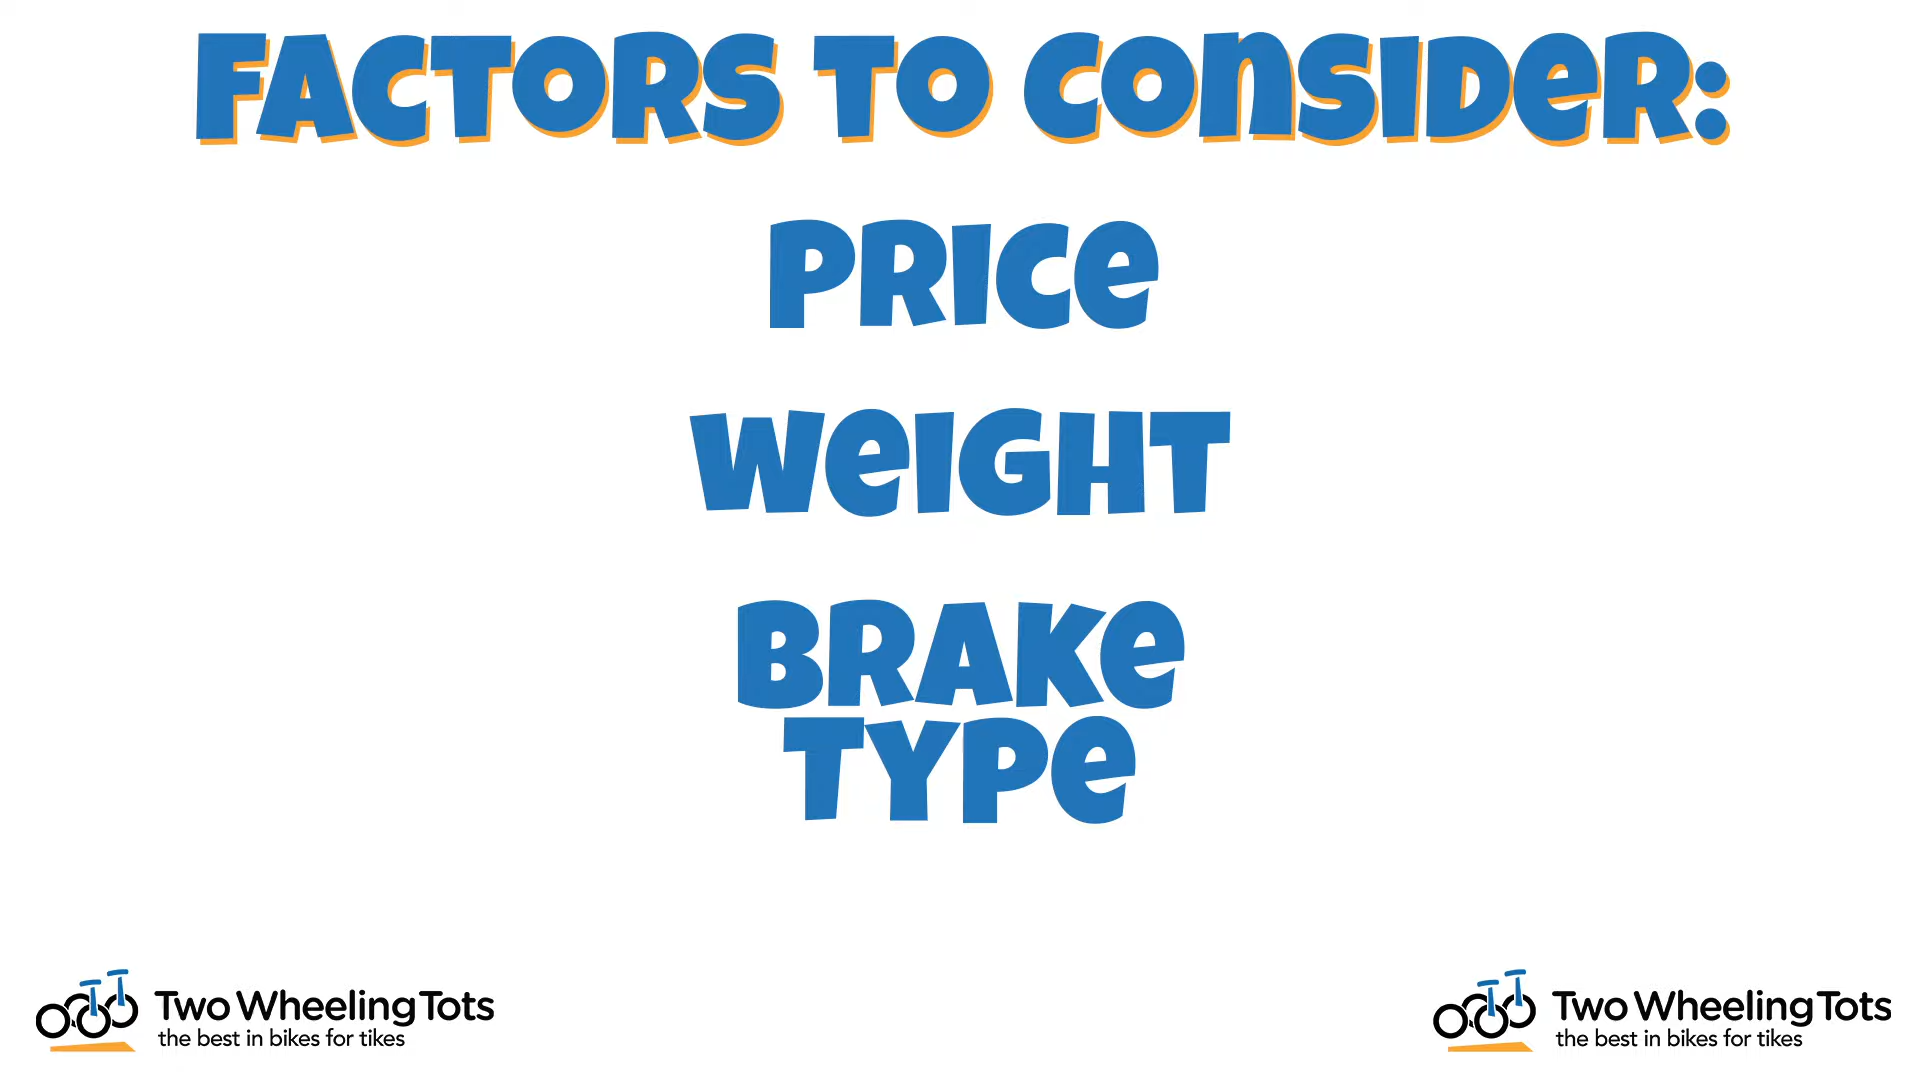 FACTORS TO CONSIDER:
PRICE
WEIGHT
BRAKE
TYPE
Two Wheeling Tots
the best in bikes for tikes
Two Wheeling Tots
the best in bikes for tikes